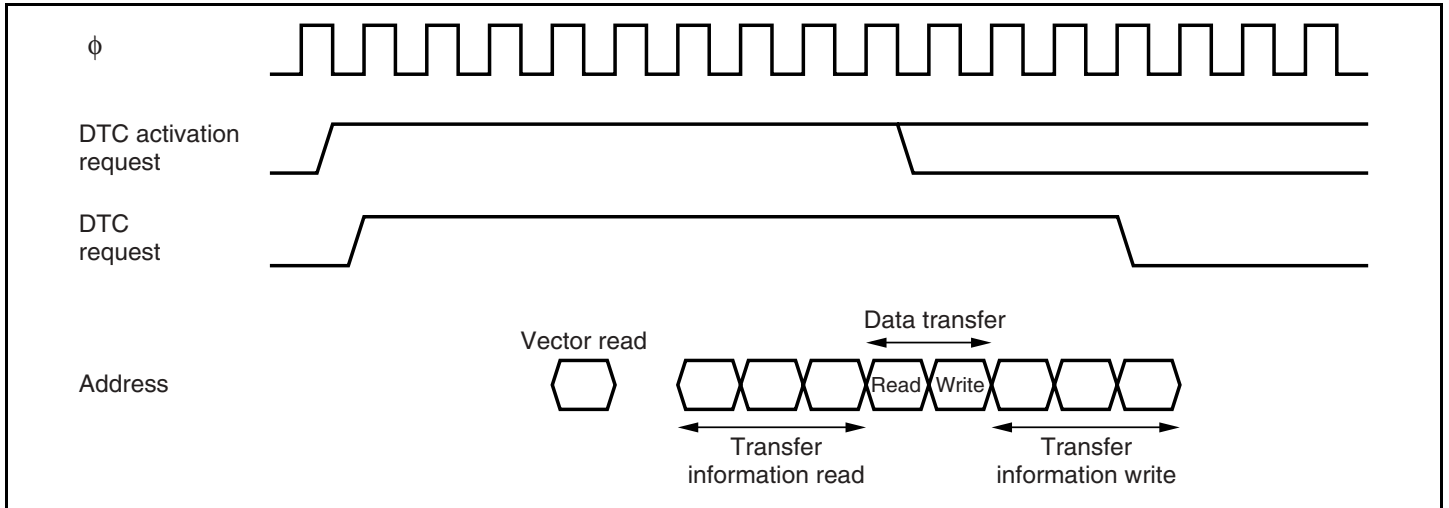 ϕ
DTC activation
request
DTC
request
Data transfer
Vector read
Address
Read
Write
Transfer
information read
Transfer
information write